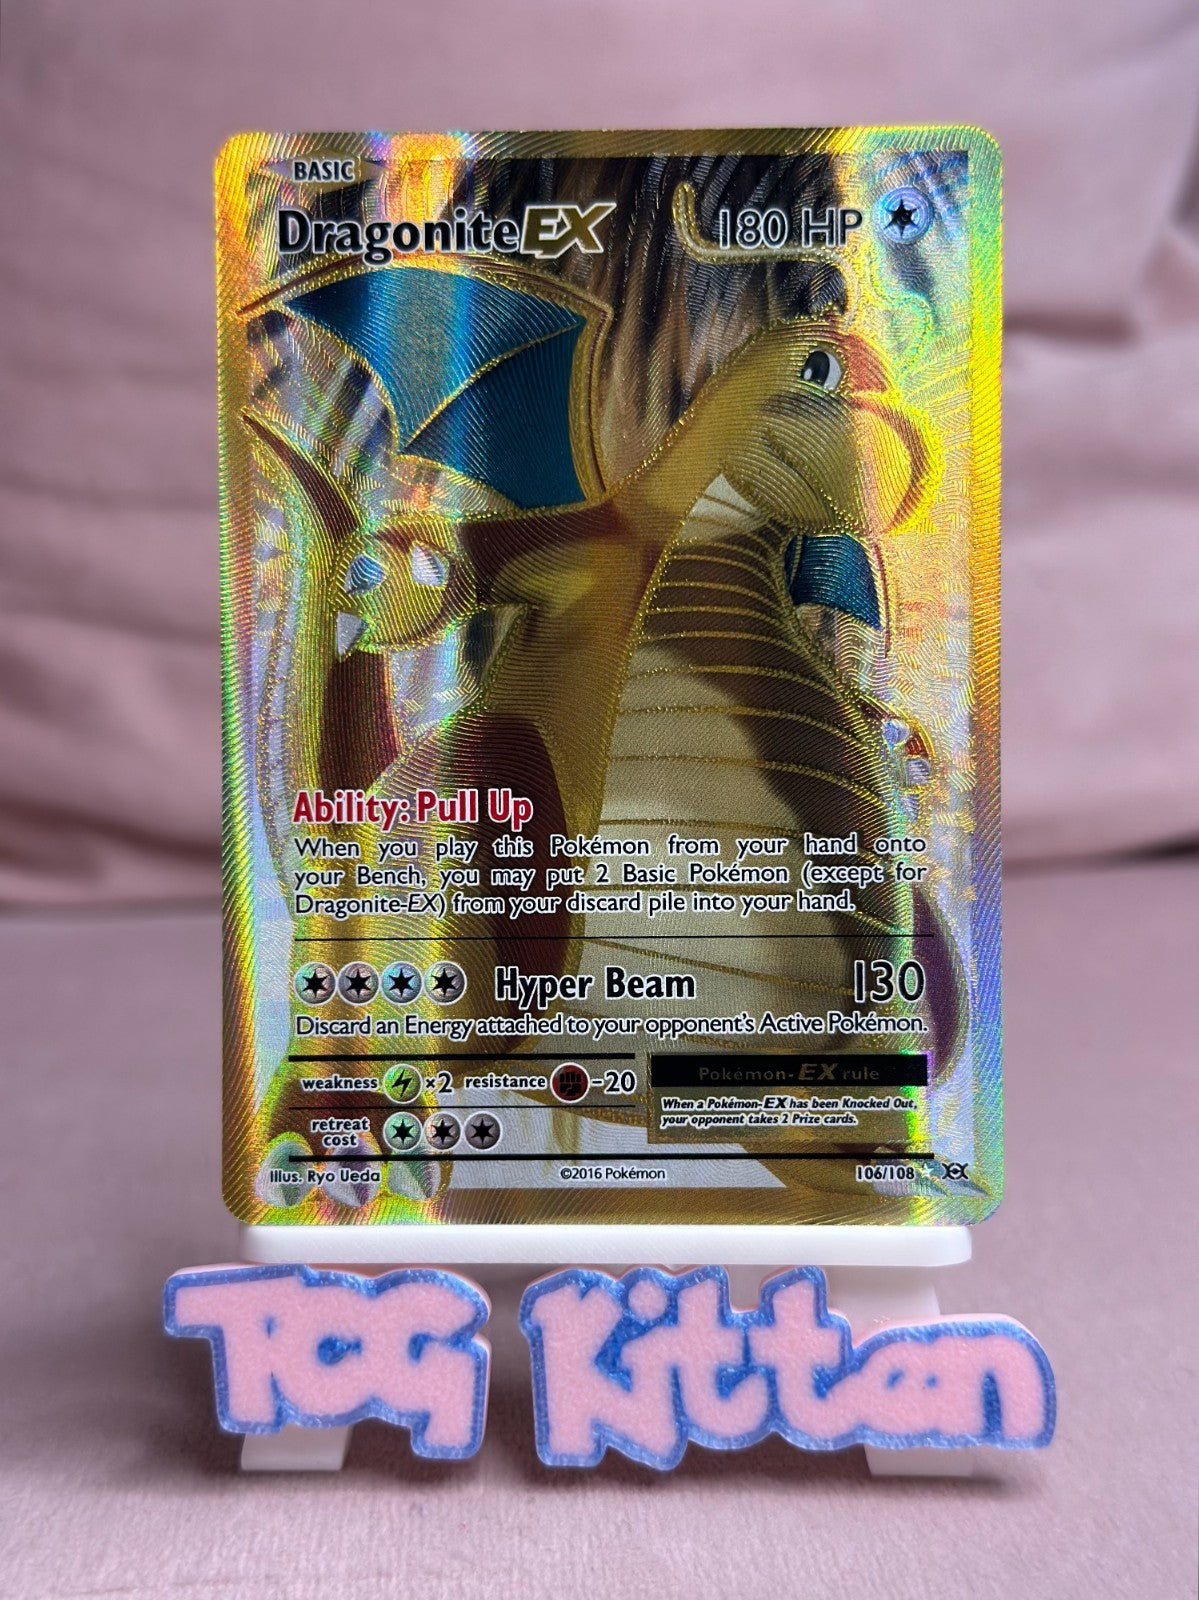 BASIC
DragoniteEX 180 HP
Ability: Pull Up
When you play this Pokémon from your hand onto
your Bench, you may put 2 Basic Pokémon (except for
Dragonite-EX) from your discard pile into your hand.
Hyper Beam 130
Discard an Energy attached to your opponent's Active Pokémon.
weakness ×2 resistance -20
Pokémon-EX rule
When a Pokémon-EX has been Knocked Out,
your opponent takes 2 Prize cards.
retreat
cost
Illus. Ryo Ueda ©2016 Pokémon 106/108
TCG Kitten